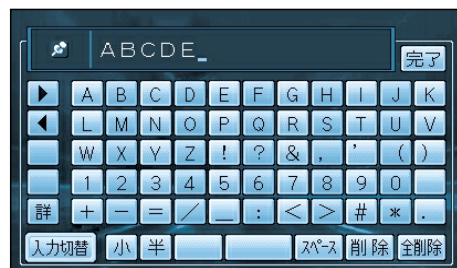 ABCDE_
完了
A B C D E F G H I J K
L M N O P Q R S T U V
W X Y Z ! ? & , ' ( )
1 2 3 4 5 6 7 8 9 0
詳 + − = / _ : < > # * .
入力切替 小 半 スペース 削除 全削除